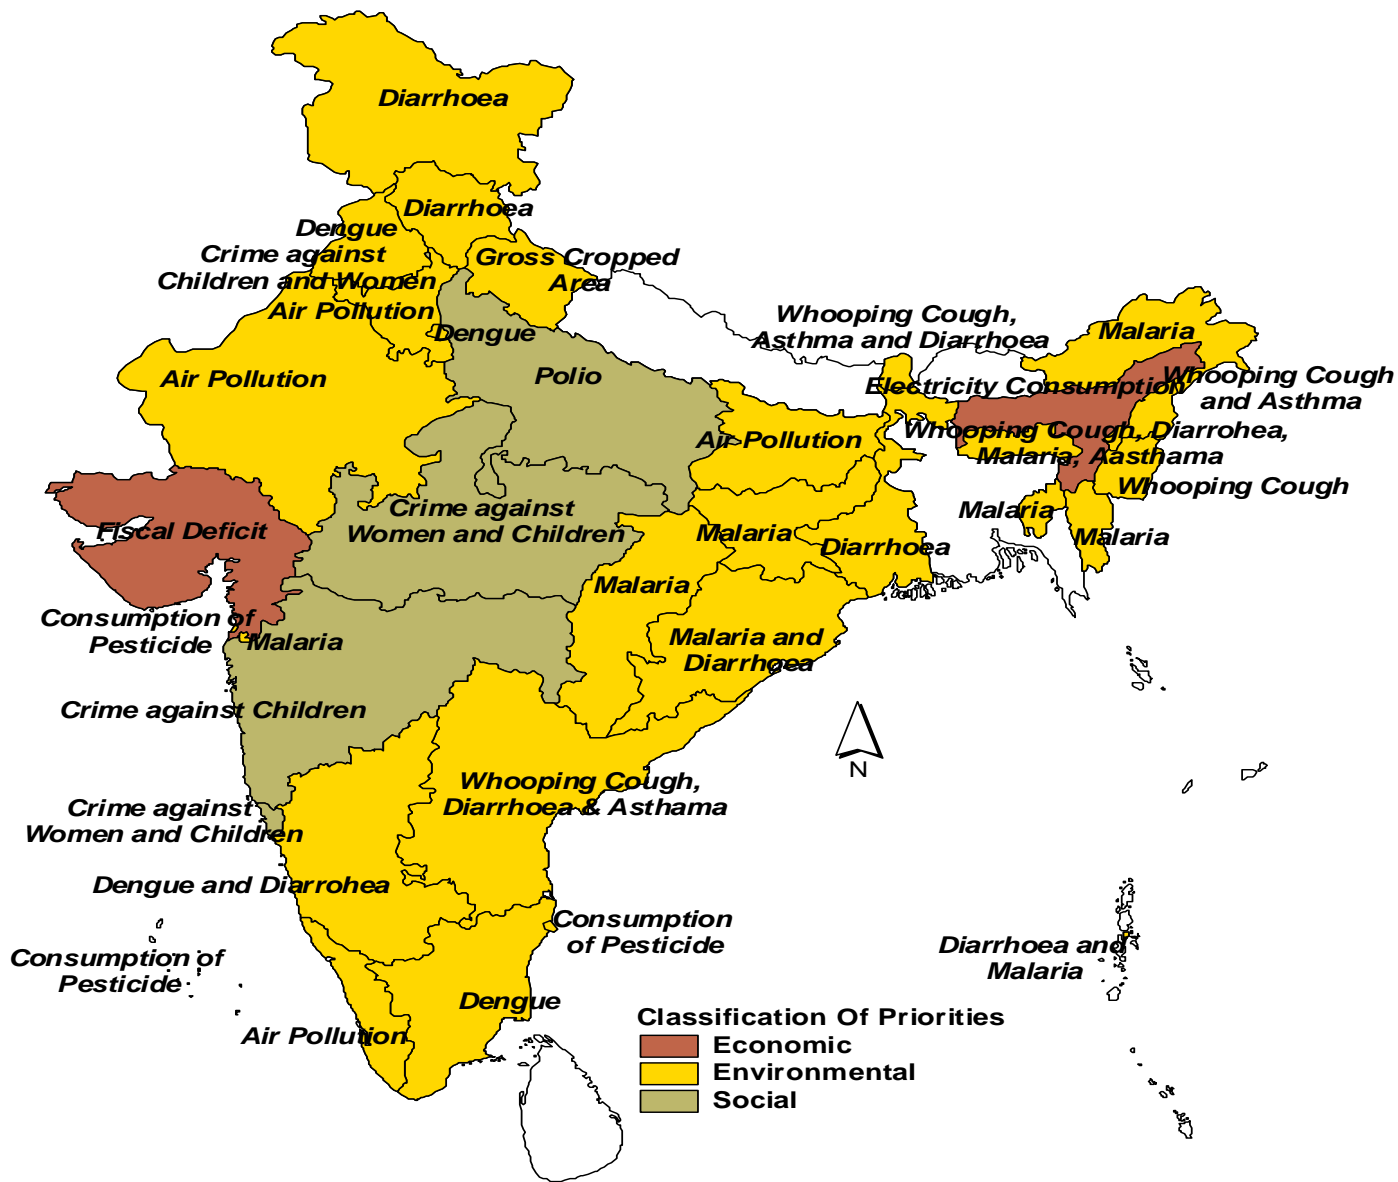 Diarrhoea
Diarrhoea
Dengue
Crime against
Children and Women
Gross Cropped
Area
Air Pollution
Dengue
Whooping Cough,
Asthma and Diarrhoea
Malaria
Air Pollution
Polio
Electricity Consumption
Whooping Cough
and Asthma
Air Pollution
Whooping Cough, Diarrohea,
Malaria, Aasthama
Whooping Cough
Crime against
Women and Children
Malaria
Malaria
Fiscal Deficit
Malaria
Diarrhoea
Malaria
Consumption of
Pesticide
Malaria
Malaria and
Diarrhoea
Crime against Children
N
Whooping Cough,
Diarrhoea & Asthama
Crime against
Women and Children
Dengue and Diarrohea
Consumption
of Pesticide
Consumption of
Pesticide
Diarrhoea and
Malaria
Dengue
Air Pollution
Classification Of Priorities
Economic
Environmental
Social